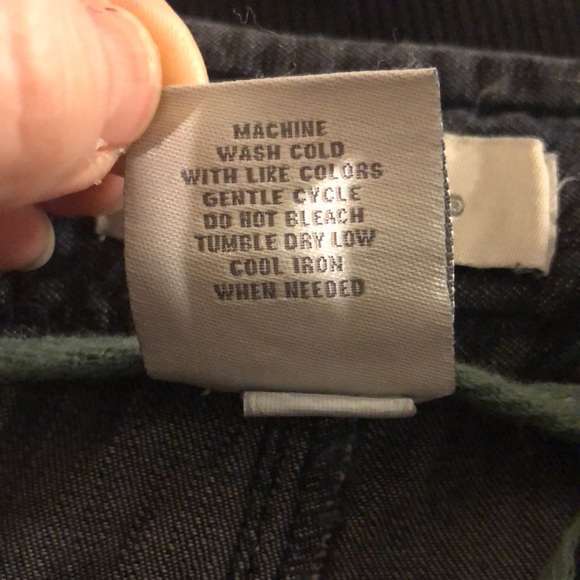 MACHINE
WASH COLD
WITH LIKE COLORS
GENTLE CYCLE
DO NOT BLEACH
TUMBLE DRY LOW
COOL IRON
WHEN NEEDED